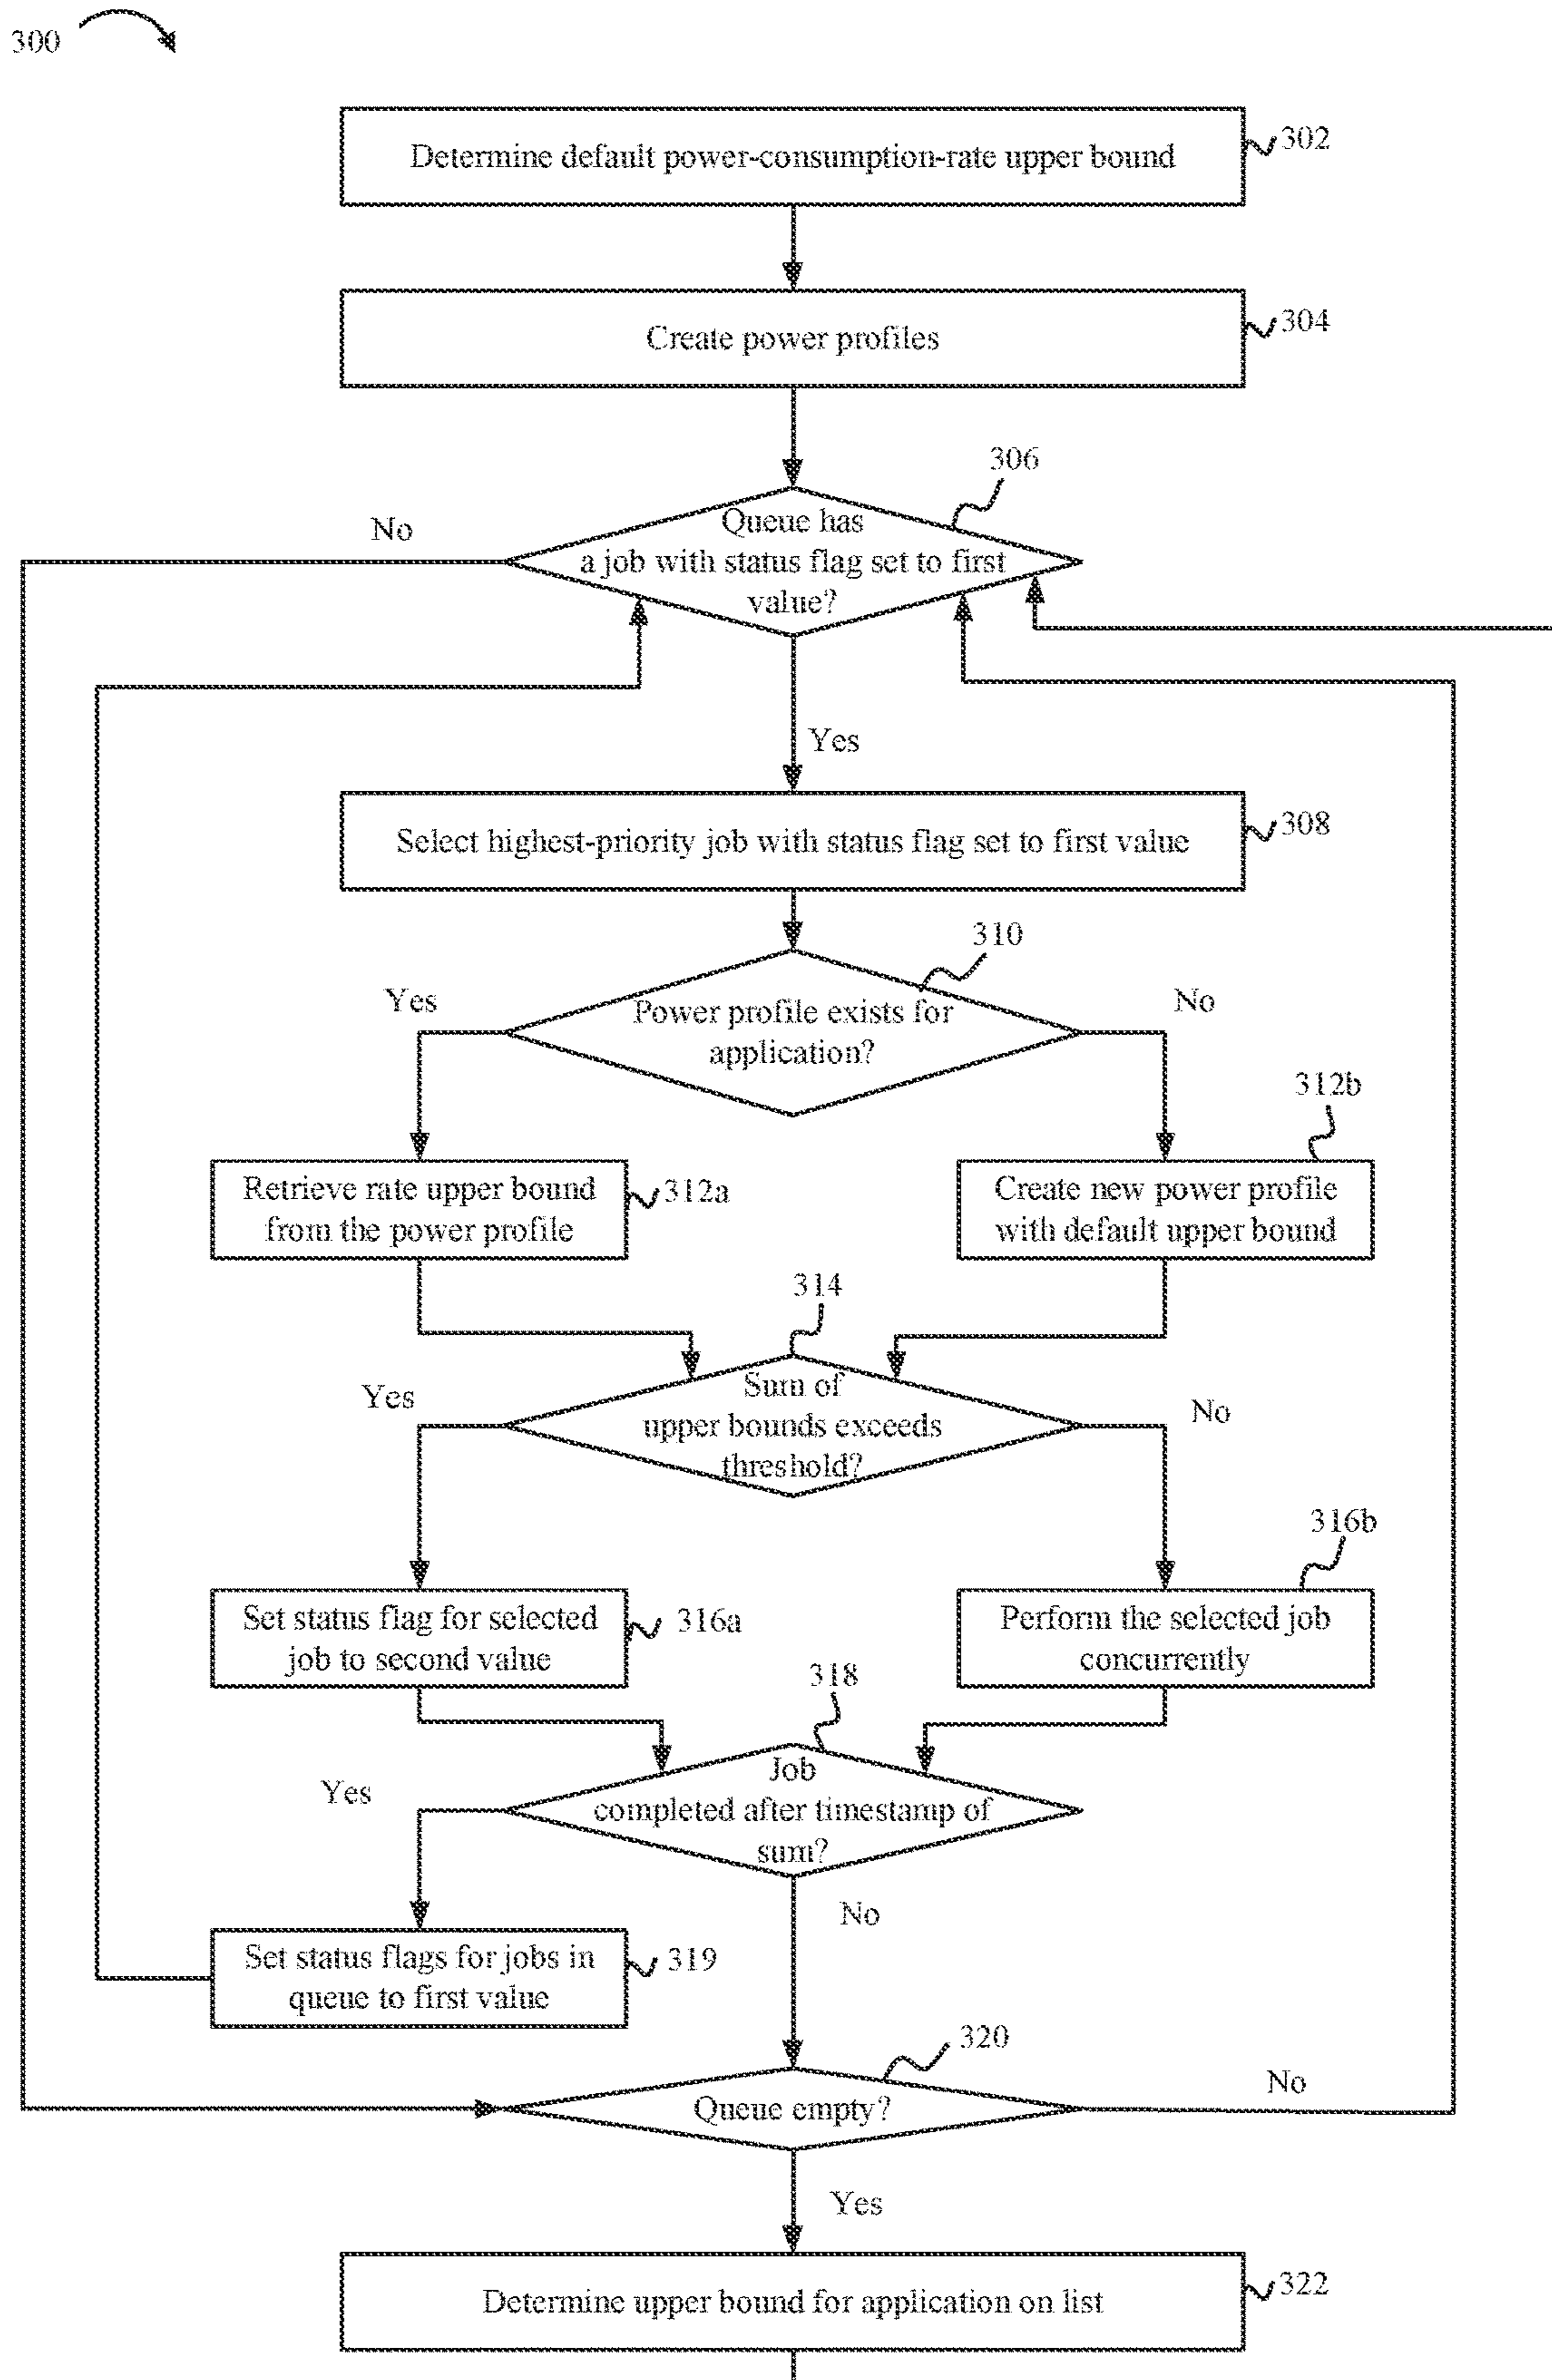 300
Determine default power-consumption-rate upper bound
302
Create power profiles
304
306
No
Queue has
a job with status flag set to first
value?
Yes
Select highest-priority job with status flag set to first value
308
310
Yes
No
Power profile exists for
application?
312b
Retrieve rate upper bound
from the power profile
312a
Create new power profile
with default upper bound
314
Yes
No
Sum of
upper bounds exceeds
threshold?
316b
Set status flag for selected
job to second value
316a
Perform the selected job
concurrently
318
Yes
Job
completed after timestamp of
sum?
No
Set status flags for jobs in
queue to first value
319
320
Queue empty?
No
Yes
Determine upper bound for application on list
322